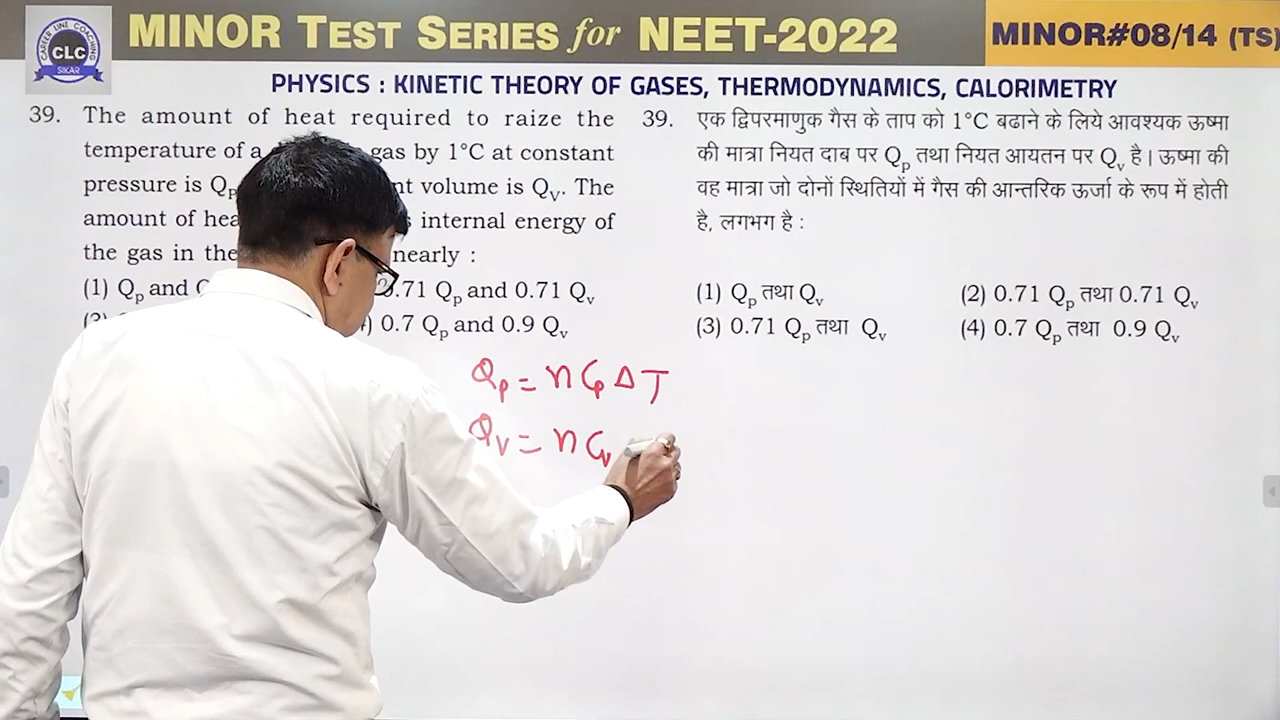 CAREER LINE COACHING
CLC
SIKAR
MINOR TEST SERIES for NEET-2022
MINOR#08/14 (TS)
PHYSICS : KINETIC THEORY OF GASES, THERMODYNAMICS, CALORIMETRY
39. The amount of heat required to raize the
temperature of a gas by 1°C at constant
pressure is Qp nt volume is QV. The
amount of hea s internal energy of
the gas in the nearly :
(1) Qp and 0.71 Qp and 0.71 Qv
) 0.7 Qp and 0.9 Qv
39. एक द्विपरमाणुक गैस के ताप को 1°C बढाने के लिये आवश्यक ऊष्मा
की मात्रा नियत दाब पर Qp तथा नियत आयतन पर Qv है। ऊष्मा की
वह मात्रा जो दोनों स्थितियों में गैस की आन्तरिक ऊर्जा के रूप में होती
है, लगभग है :
(1) Qp तथा Qv (2) 0.71 Qp तथा 0.71 Qv
(3) 0.71 Qp तथा Qv (4) 0.7 Qp तथा 0.9 Qv
Qp = nCpΔT
Qv = nCv